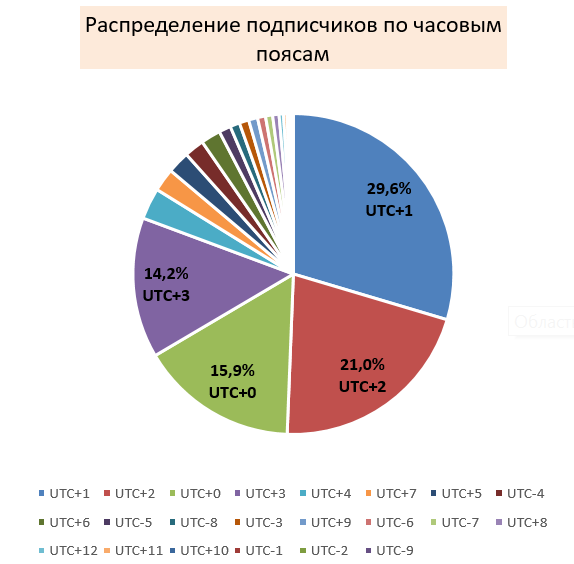 Распределение подписчиков по часовым
поясам
29,6%
UTC+1
14,2%
UTC+3
15,9%
UTC+0
21,0%
UTC+2
Област
UTC+1 UTC+2 UTC+0 UTC+3 UTC+4 UTC+7 UTC+5 UTC-4
UTC+6 UTC-5 UTC-8 UTC-3 UTC+9 UTC-6 UTC-7 UTC+8
UTC+12 UTC+11 UTC+10 UTC-1 UTC-2 UTC-9